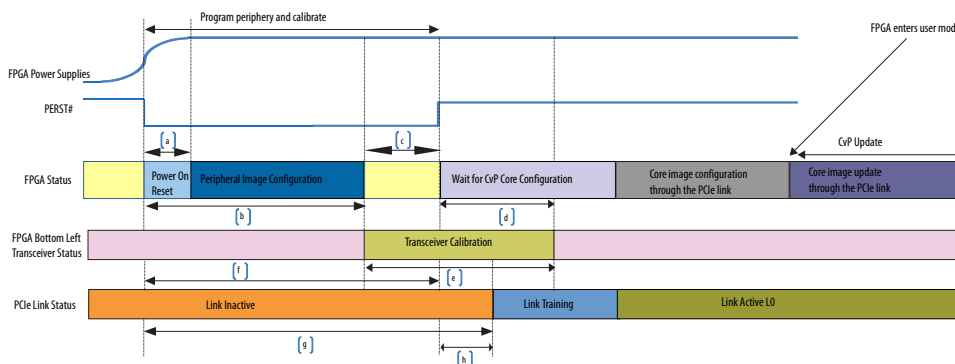 Program periphery and calibrate
FPGA enters user mod
FPGA Power Supplies
PERST#
[a]
[c]
CvP Update
FPGA Status
Power On
Reset
Peripheral Image Configuration
Wait for CvP Core Configuration
Core image configuration
through the PCIe link
Core image update
through the PCIe link
[b]
[d]
FPGA Bottom Left
Transceiver Status
Transceiver Calibration
[f]
[e]
PCIe Link Status
Link Inactive
Link Training
Link Active L0
[g]
[h]